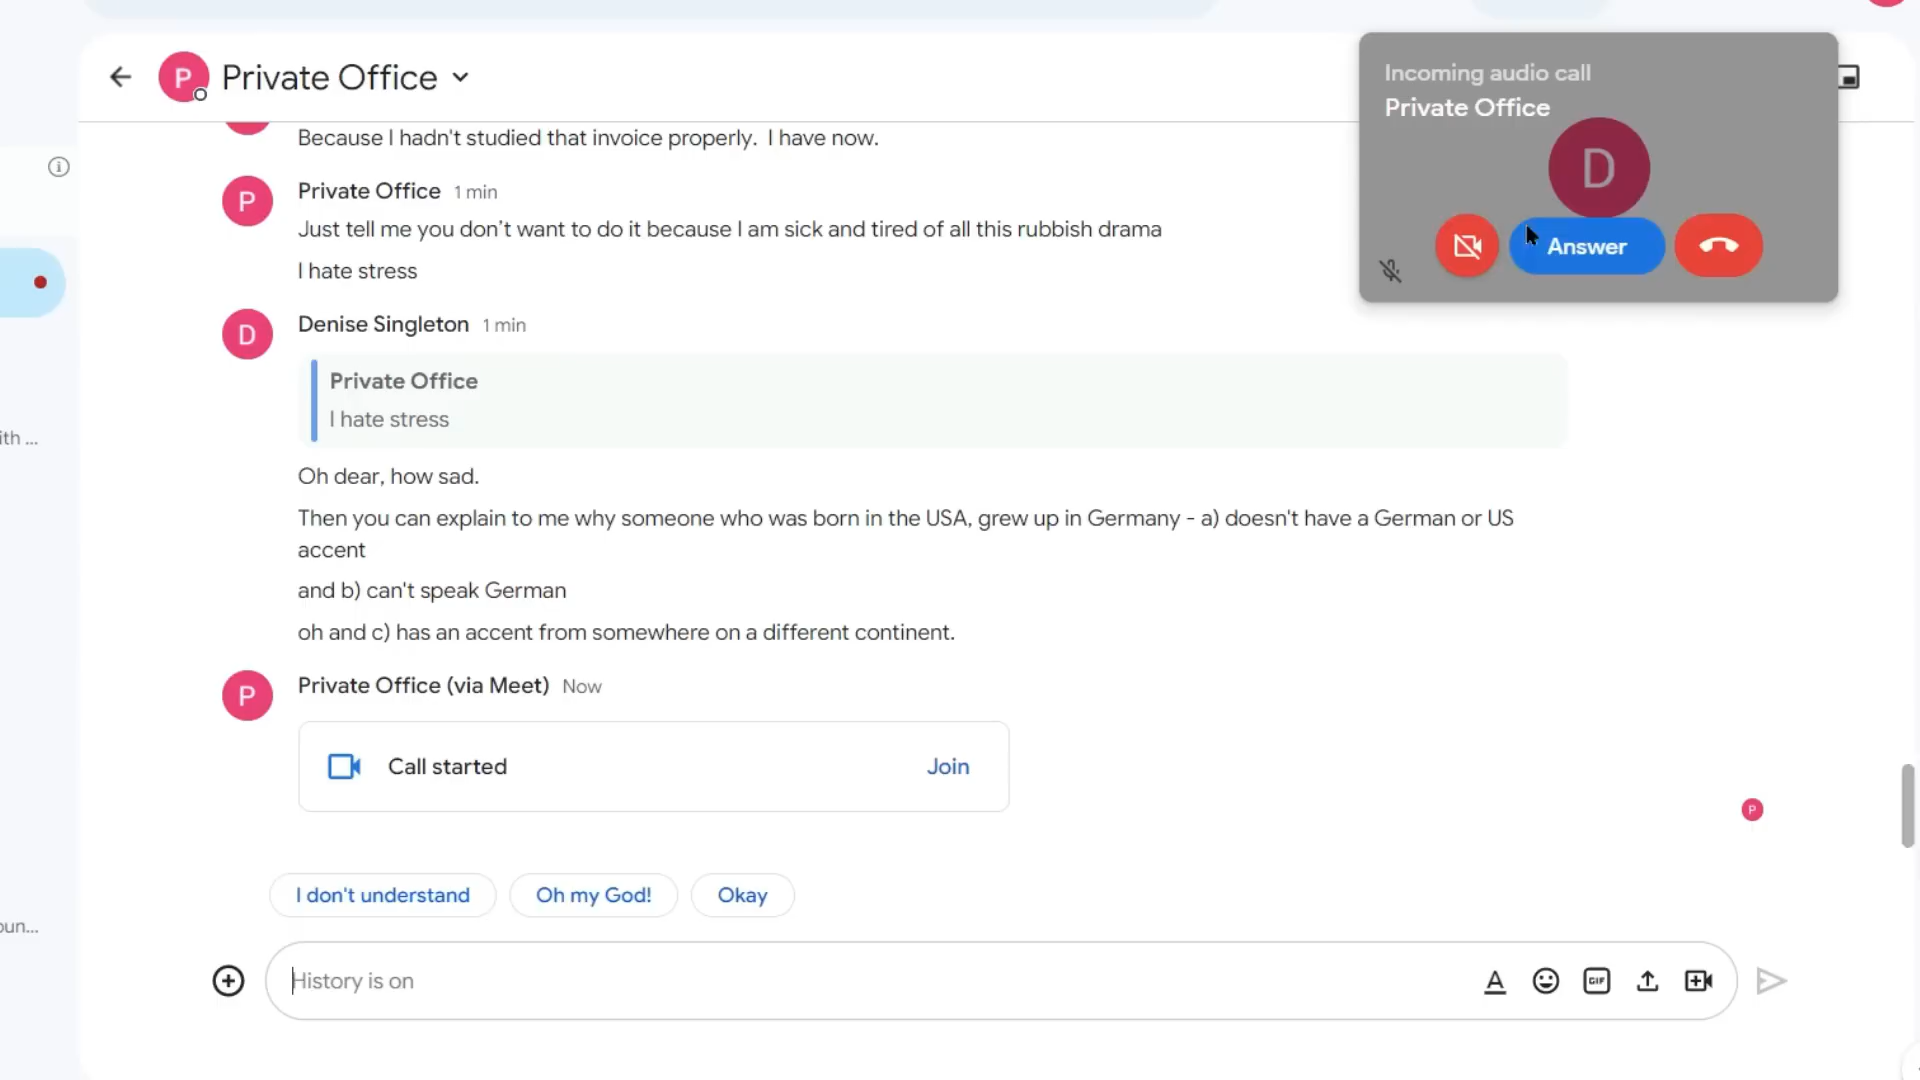 P Private Office
Incoming audio call
Private Office
D
Answer
Because I hadn't studied that invoice properly. I have now.
P Private Office 1 min
Just tell me you don’t want to do it because I am sick and tired of all this rubbish drama
I hate stress
D Denise Singleton 1 min
Private Office
I hate stress
Oh dear, how sad.
Then you can explain to me why someone who was born in the USA, grew up in Germany - a) doesn't have a German or US
accent
and b) can't speak German
oh and c) has an accent from somewhere on a different continent.
ith ...
P Private Office (via Meet) Now
Call started Join
P
I don't understand Oh my God! Okay
oun...
History is on A GIF